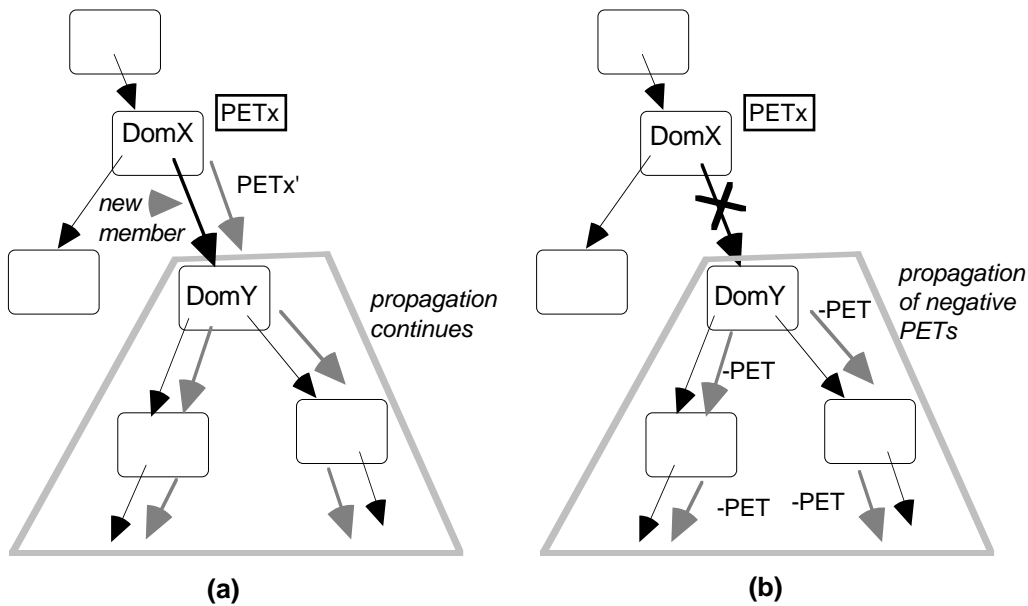 PETx
DomX
PETx'
new
member
DomY
propagation
continues
(a)
PETx
DomX
DomY
propagation
of negative
PETs
-PET
-PET
-PET
-PET
(b)